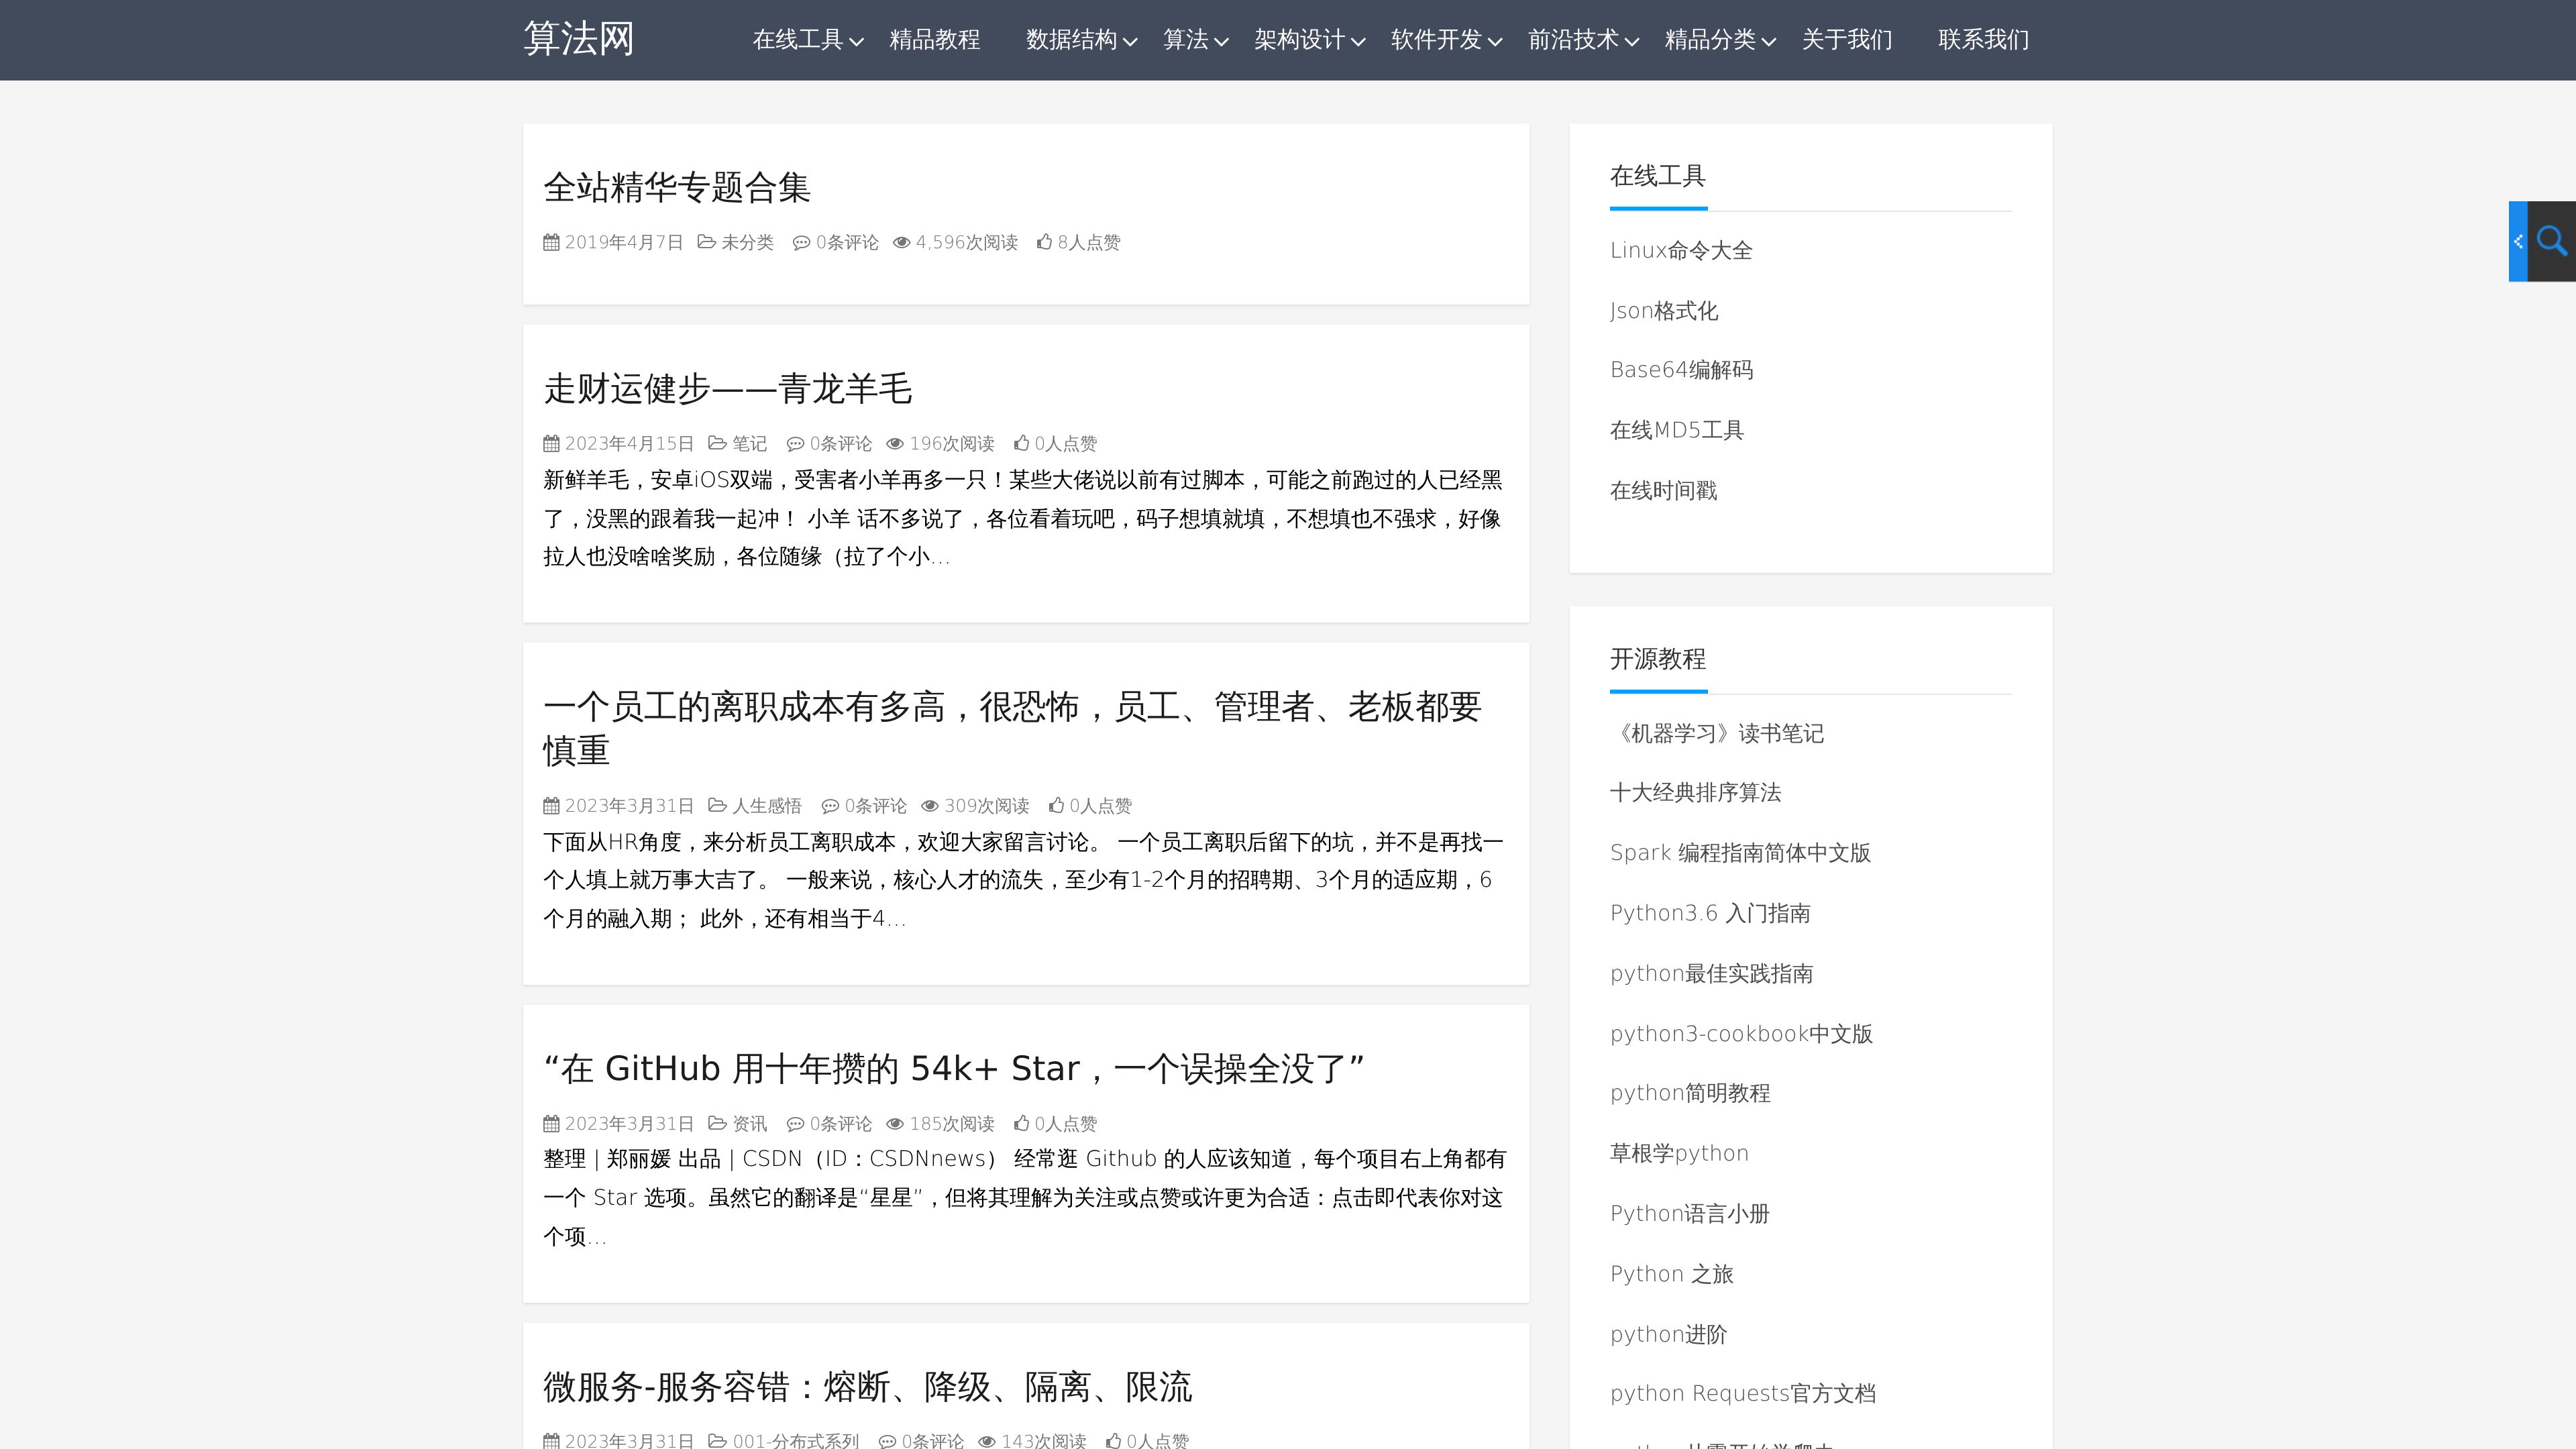 算法网
在线工具 精品教程 数据结构 算法 架构设计 软件开发 前沿技术 精品分类 关于我们 联系我们
全站精华专题合集
2019年4月7日 未分类 0条评论 4,596次阅读 8人点赞
走财运健步——青龙羊毛
2023年4月15日 笔记 0条评论 196次阅读 0人点赞
新鲜羊毛，安卓iOS双端，受害者小羊再多一只！某些大佬说以前有过脚本，可能之前跑过的人已经黑
了，没黑的跟着我一起冲！ 小羊 话不多说了，各位看着玩吧，码子想填就填，不想填也不强求，好像
拉人也没啥啥奖励，各位随缘（拉了个小...
一个员工的离职成本有多高，很恐怖，员工、管理者、老板都要
慎重
2023年3月31日 人生感悟 0条评论 309次阅读 0人点赞
下面从HR角度，来分析员工离职成本，欢迎大家留言讨论。 一个员工离职后留下的坑，并不是再找一
个人填上就万事大吉了。 一般来说，核心人才的流失，至少有1-2个月的招聘期、3个月的适应期，6
个月的融入期； 此外，还有相当于4...
“在 GitHub 用十年攒的 54k+ Star，一个误操全没了”
2023年3月31日 资讯 0条评论 185次阅读 0人点赞
整理 | 郑丽媛 出品 | CSDN（ID：CSDNnews） 经常逛 Github 的人应该知道，每个项目右上角都有
一个 Star 选项。虽然它的翻译是“星星”，但将其理解为关注或点赞或许更为合适：点击即代表你对这
个项...
微服务-服务容错：熔断、降级、隔离、限流
2023年3月31日 001-分布式系列 0条评论 143次阅读 0人点赞
在线工具
Linux命令大全
Json格式化
Base64编解码
在线MD5工具
在线时间戳
开源教程
《机器学习》读书笔记
十大经典排序算法
Spark 编程指南简体中文版
Python3.6 入门指南
python最佳实践指南
python3-cookbook中文版
python简明教程
草根学python
Python语言小册
Python 之旅
python进阶
python Requests官方文档